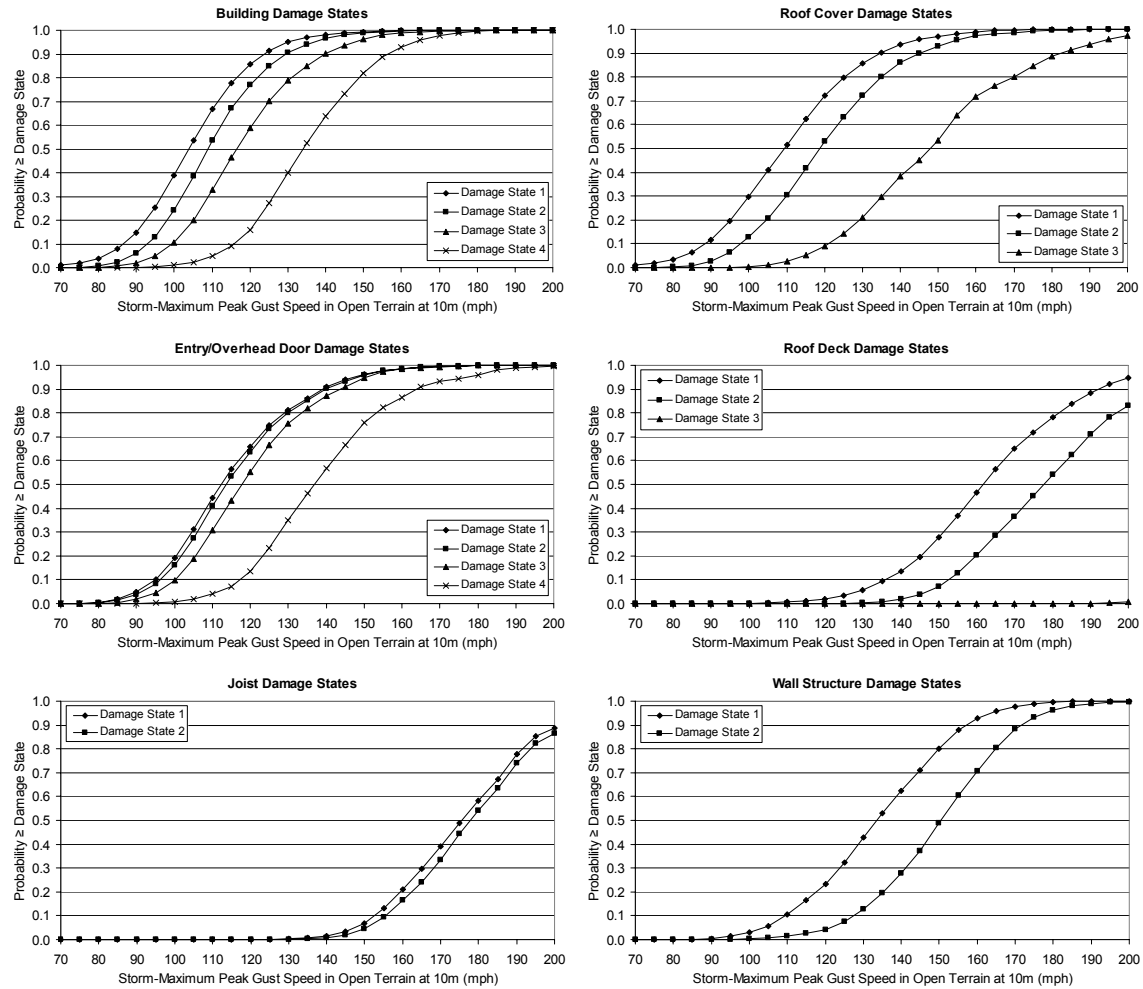 Building Damage States
Probability ≥ Damage State
1.0
0.9
0.8
0.7
0.6
0.5
0.4
0.3
0.2
0.1
0.0
Damage State 1
Damage State 2
Damage State 3
Damage State 4
70 80 90 100 110 120 130 140 150 160 170 180 190 200
Storm-Maximum Peak Gust Speed in Open Terrain at 10m (mph)
Roof Cover Damage States
Probability ≥ Damage State
1.0
0.9
0.8
0.7
0.6
0.5
0.4
0.3
0.2
0.1
0.0
Damage State 1
Damage State 2
Damage State 3
70 80 90 100 110 120 130 140 150 160 170 180 190 200
Storm-Maximum Peak Gust Speed in Open Terrain at 10m (mph)
Entry/Overhead Door Damage States
Probability ≥ Damage State
1.0
0.9
0.8
0.7
0.6
0.5
0.4
0.3
0.2
0.1
0.0
Damage State 1
Damage State 2
Damage State 3
Damage State 4
70 80 90 100 110 120 130 140 150 160 170 180 190 200
Storm-Maximum Peak Gust Speed in Open Terrain at 10m (mph)
Roof Deck Damage States
Probability ≥ Damage State
1.0
0.9
0.8
0.7
0.6
0.5
0.4
0.3
0.2
0.1
0.0
Damage State 1
Damage State 2
Damage State 3
70 80 90 100 110 120 130 140 150 160 170 180 190 200
Storm-Maximum Peak Gust Speed in Open Terrain at 10m (mph)
Joist Damage States
Probability ≥ Damage State
1.0
0.9
0.8
0.7
0.6
0.5
0.4
0.3
0.2
0.1
0.0
Damage State 1
Damage State 2
70 80 90 100 110 120 130 140 150 160 170 180 190 200
Storm-Maximum Peak Gust Speed in Open Terrain at 10m (mph)
Wall Structure Damage States
Probability ≥ Damage State
1.0
0.9
0.8
0.7
0.6
0.5
0.4
0.3
0.2
0.1
0.0
Damage State 1
Damage State 2
70 80 90 100 110 120 130 140 150 160 170 180 190 200
Storm-Maximum Peak Gust Speed in Open Terrain at 10m (mph)